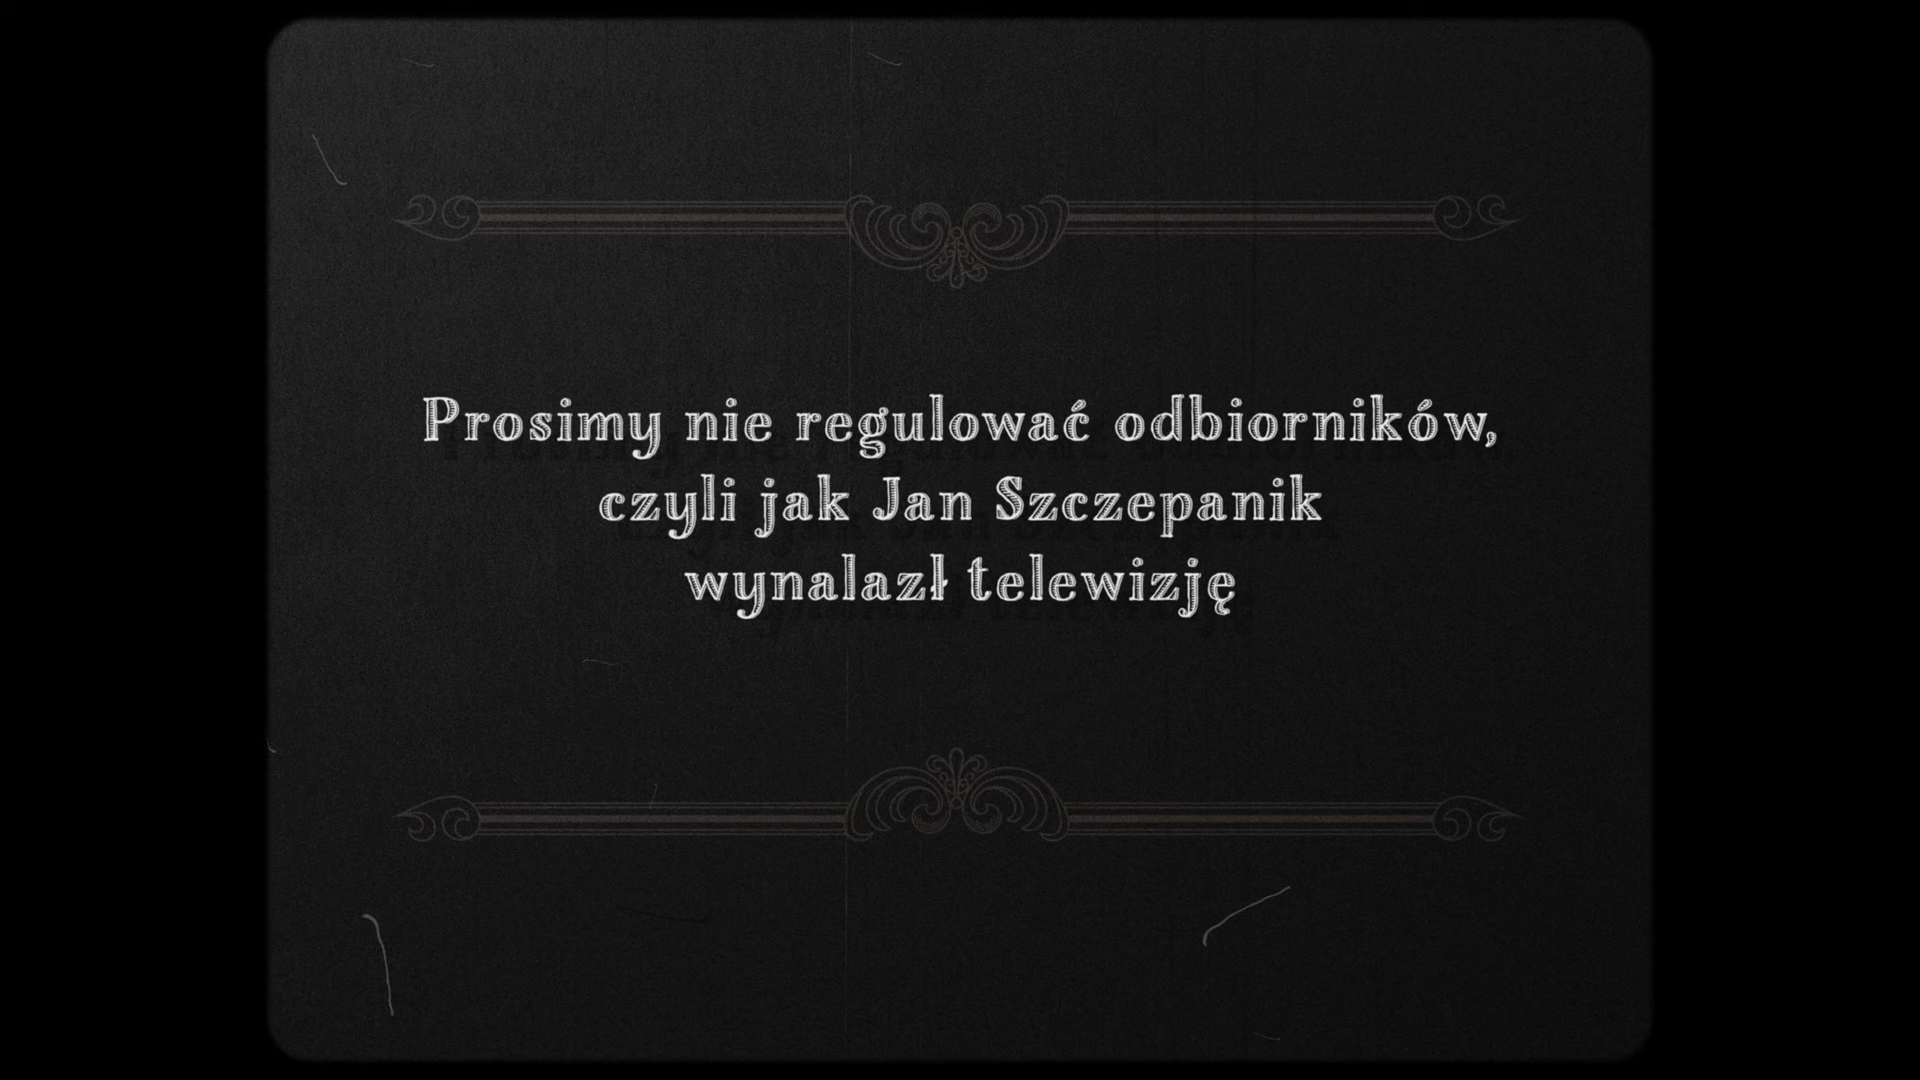 Prosimy nie regulować odbiorników,
czyli jak Jan Szczepanik
wynalazł telewizję